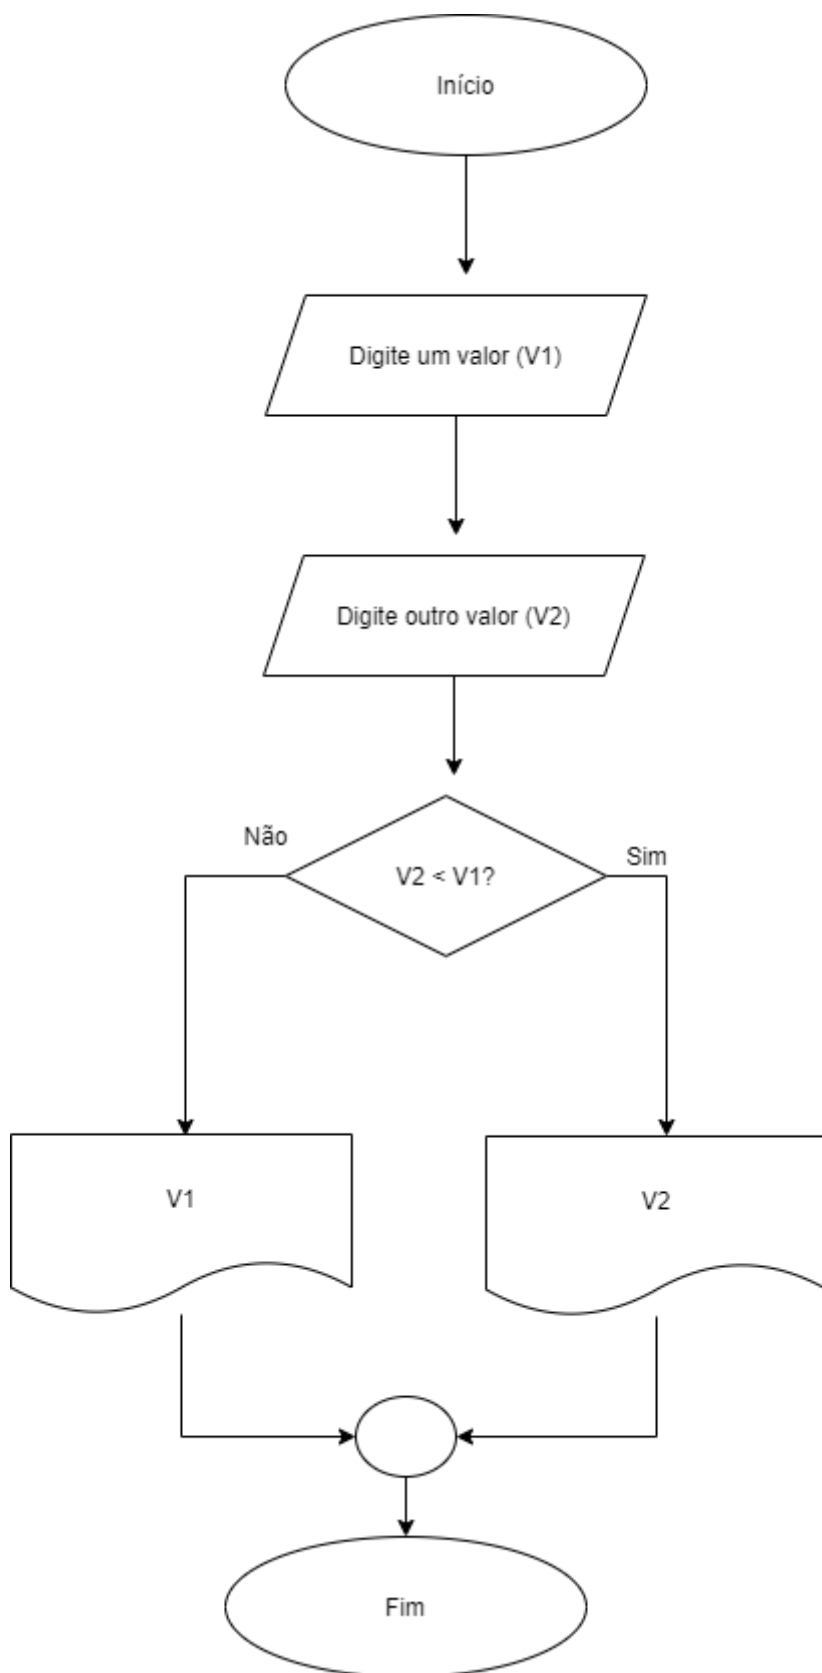 Início
Digite um valor (V1)
Digite outro valor (V2)
Não
Sim
V2 < V1?
V1
V2
Fim